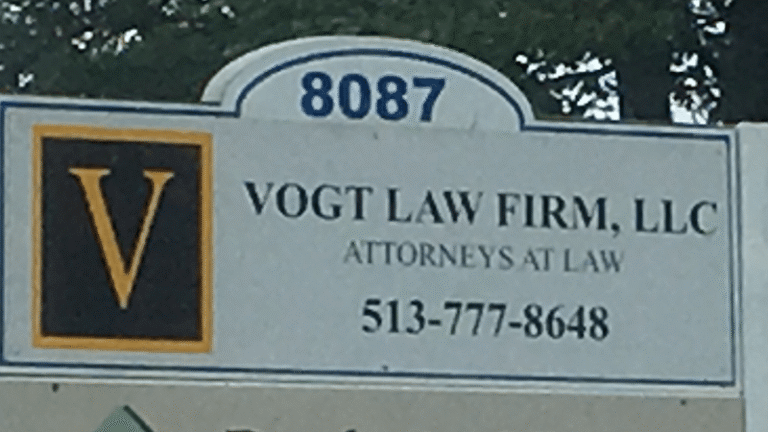 8087
V
VOGT LAW FIRM, LLC
ATTORNEYS AT LAW
513-777-8648